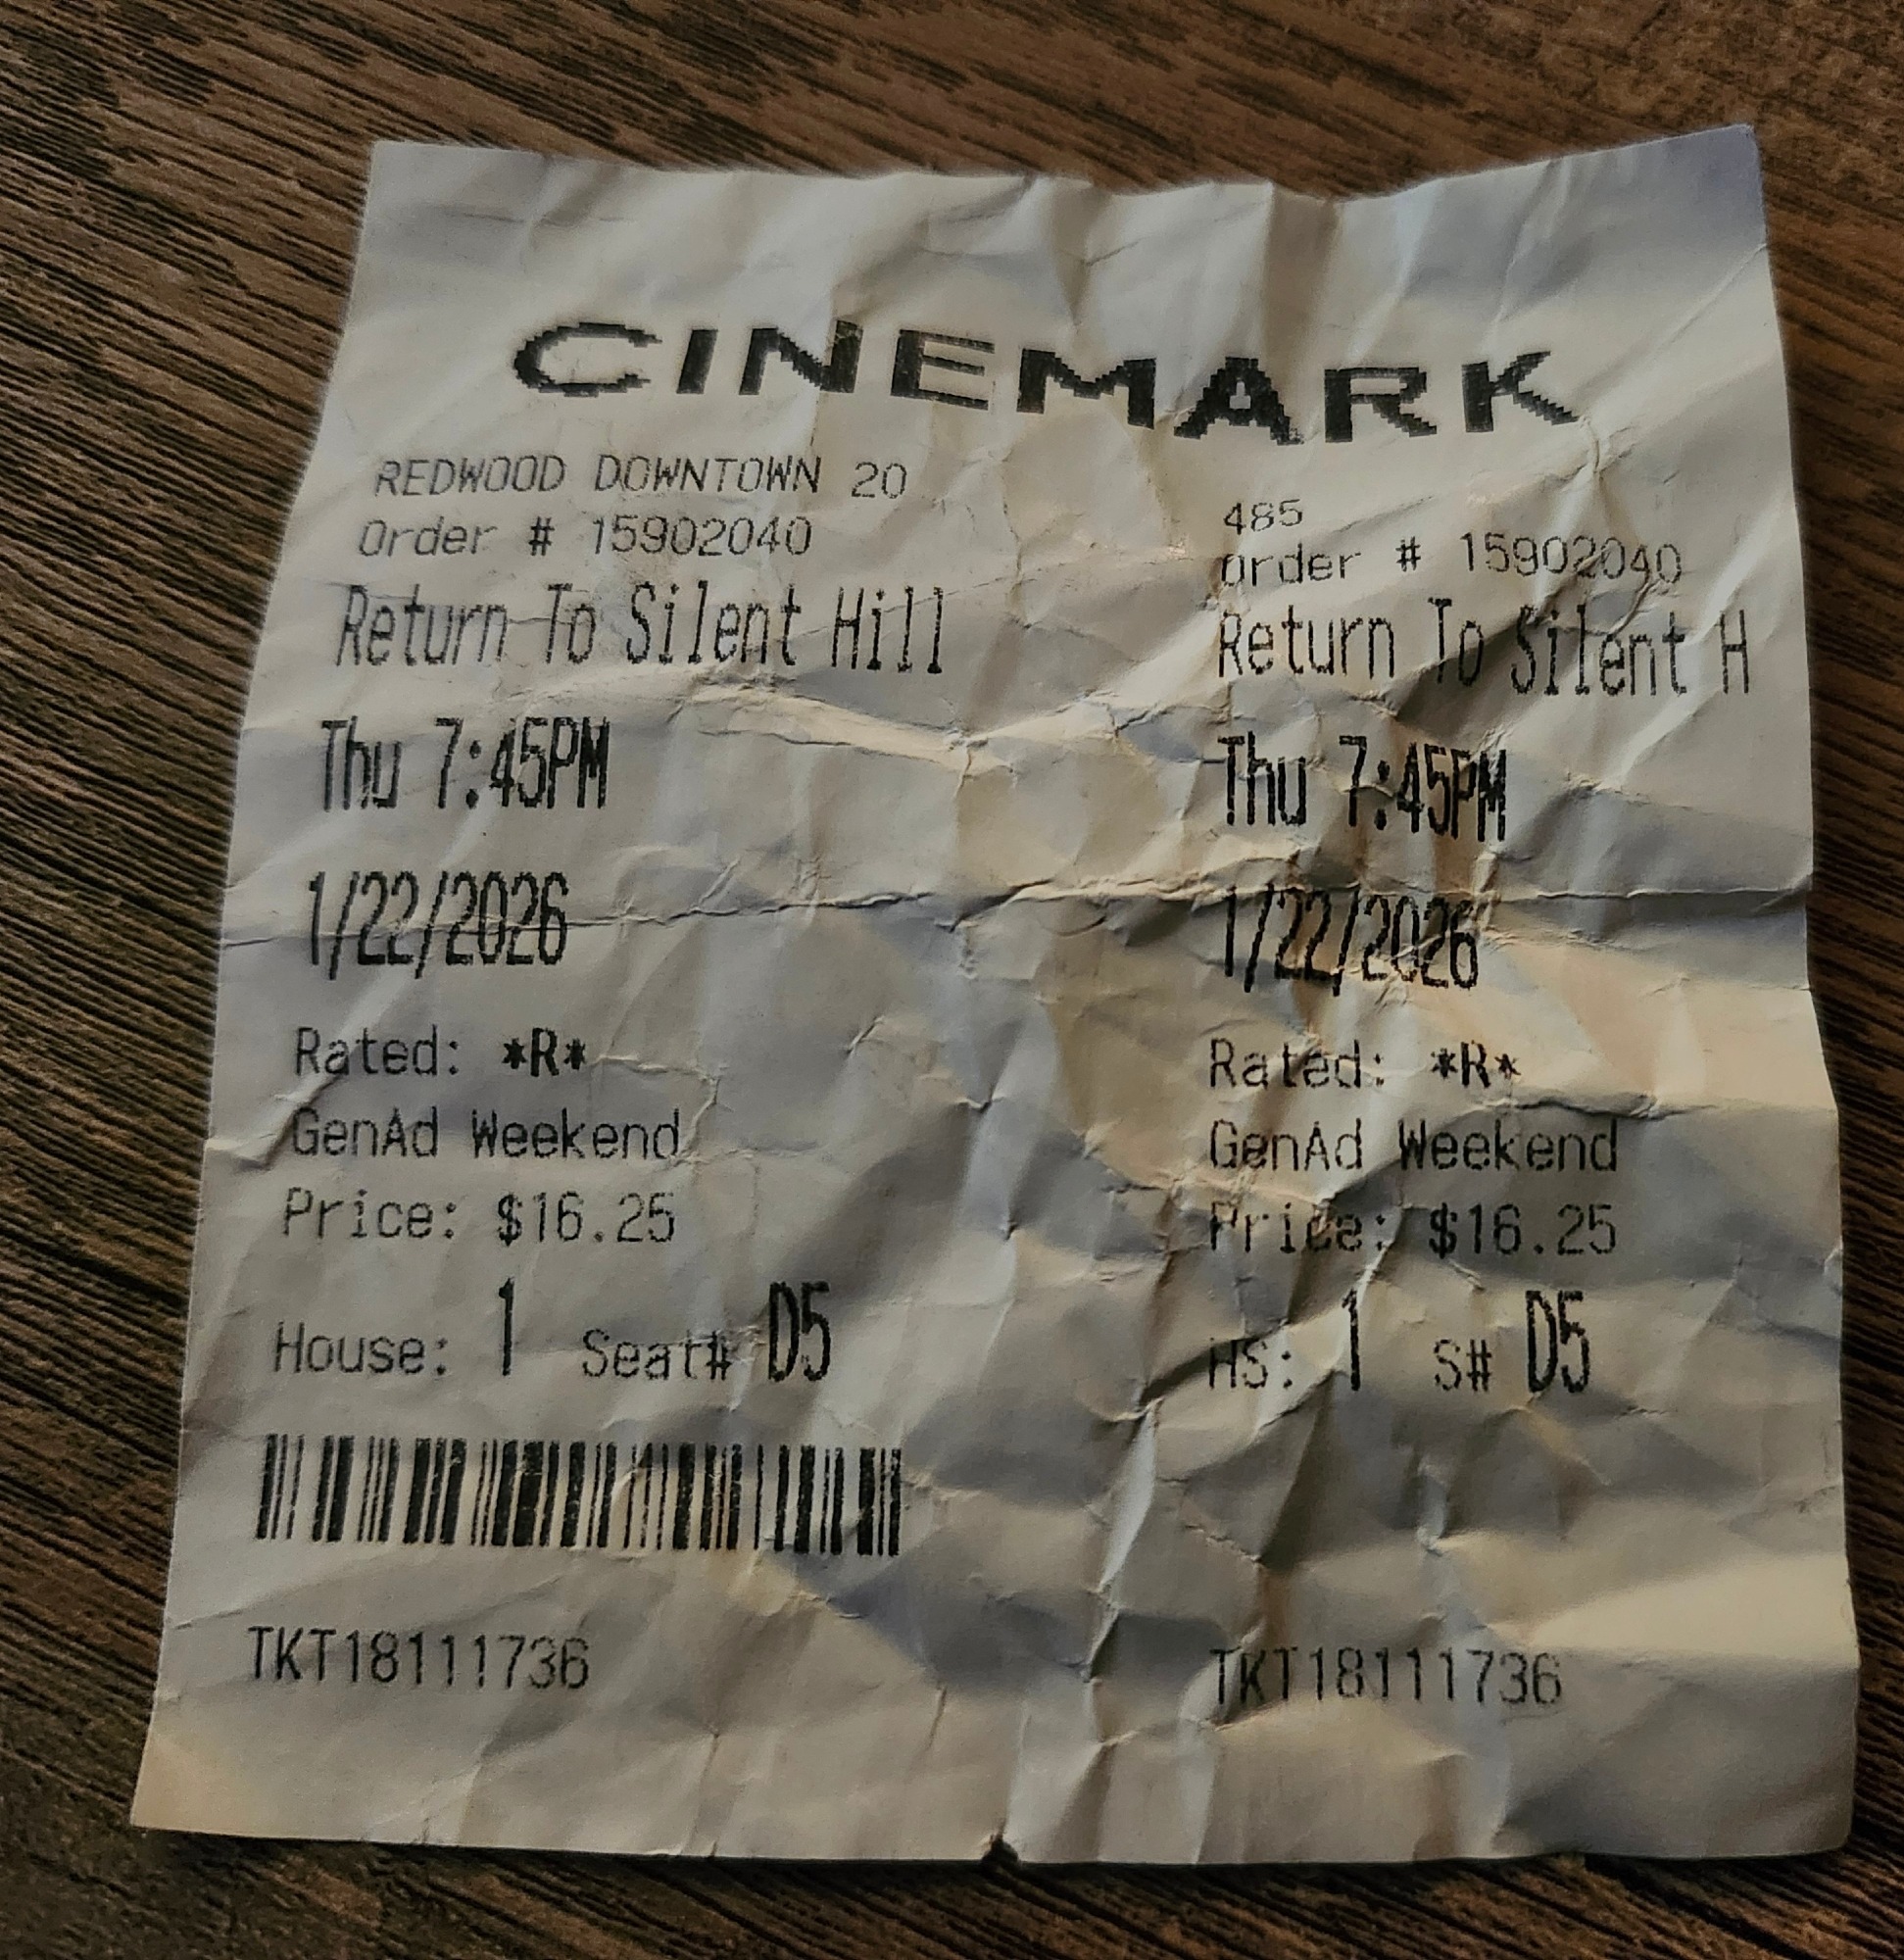 CINEMARK
REDWOOD DOWNTOWN 20
Order # 15902040
Return To Silent Hill
Thu 7:45PM
1/22/2026
Rated: *R*
GenAd Weekend
Price: $16.25
House: 1 Seat# D5
TKT18111736
485
Order # 15902040
Return To Silent H
Thu 7:45PM
1/22/2026
Rated: *R*
GenAd Weekend
Price: $16.25
HS: 1 S# D5
TKT18111736